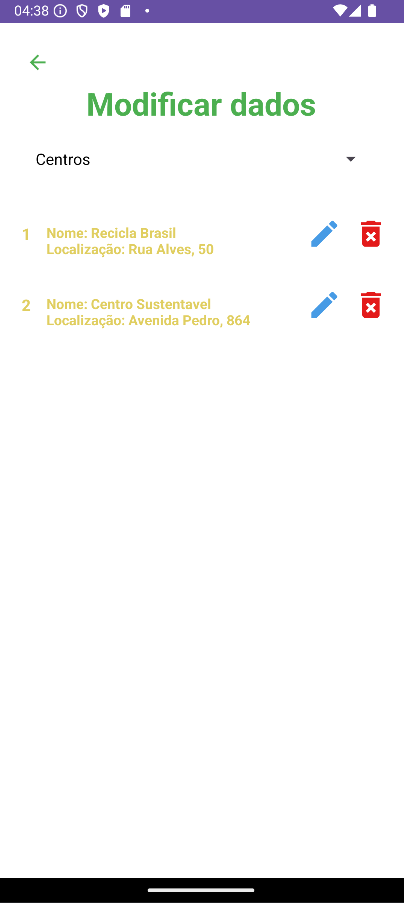 04:38
Modificar dados
Centros
1 Nome: Recicla Brasil
Localização: Rua Alves, 50
2 Nome: Centro Sustentavel
Localização: Avenida Pedro, 864